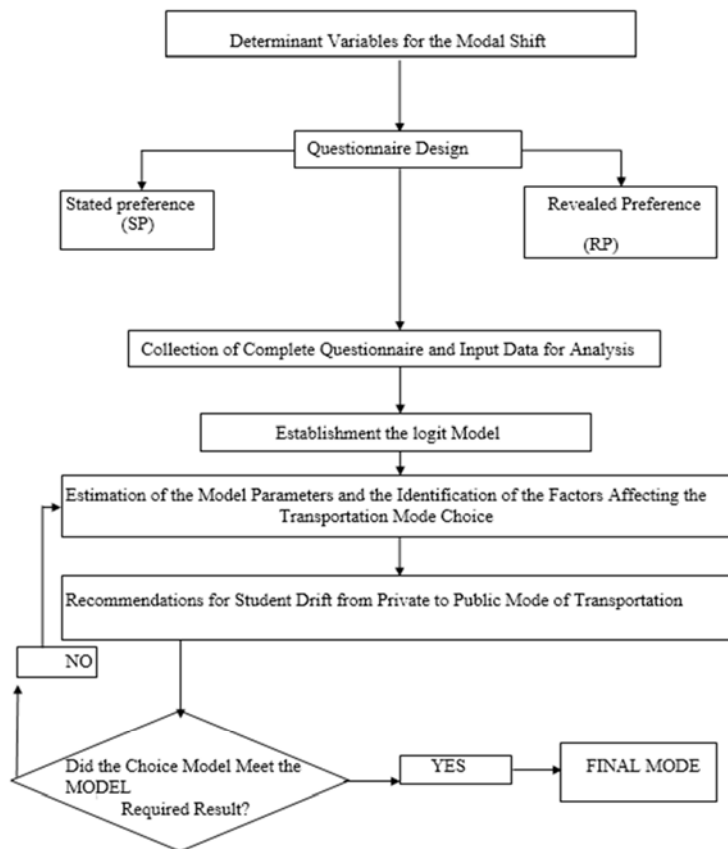 Determinant Variables for the Modal Shift
Questionnaire Design
Stated preference
(SP)
Revealed Preference
(RP)
Collection of Complete Questionnaire and Input Data for Analysis
Establishment the logit Model
Estimation of the Model Parameters and the Identification of the Factors Affecting the
Transportation Mode Choice
Recommendations for Student Drift from Private to Public Mode of Transportation
NO
Did the Choice Model Meet the
MODEL
Required Result?
YES
FINAL MODE